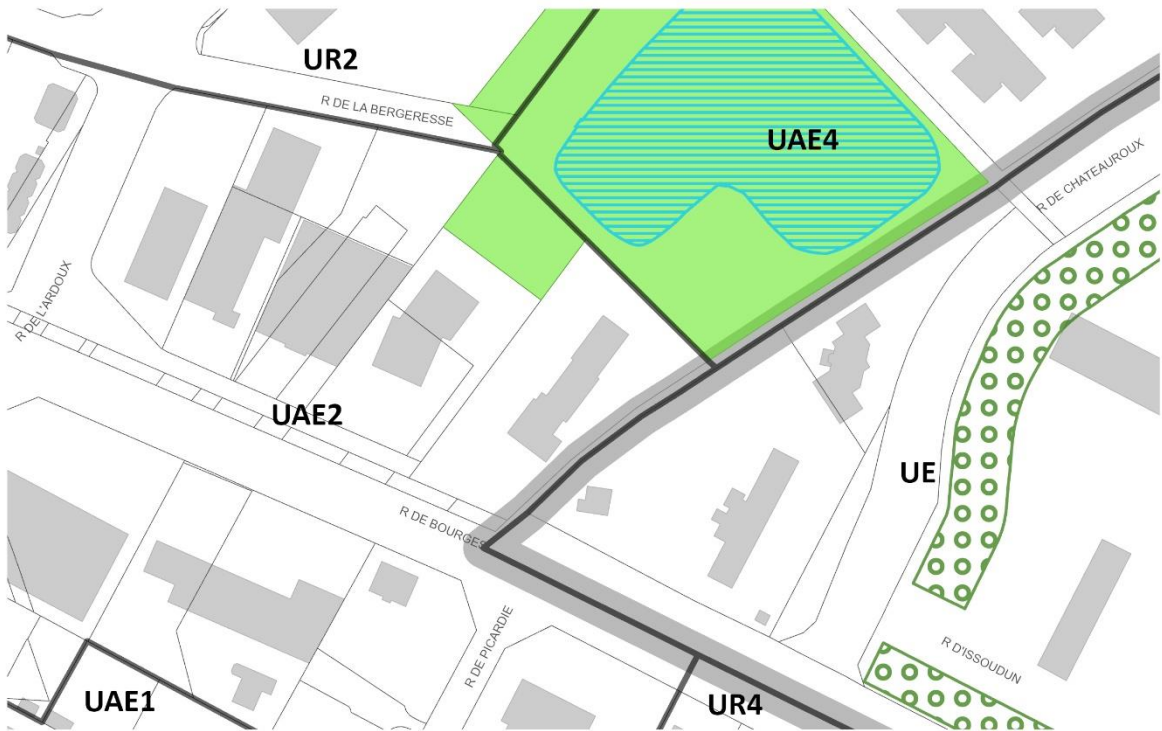 UR2
R DE LA BERGERESSE
UAE4
R DE CHATEAUROUX
R DE L'ARDOUX
UAE2
UE
R DE BOURGES
R DE PICARDIE
R D'ISSOUDUN
UAE1
UR4